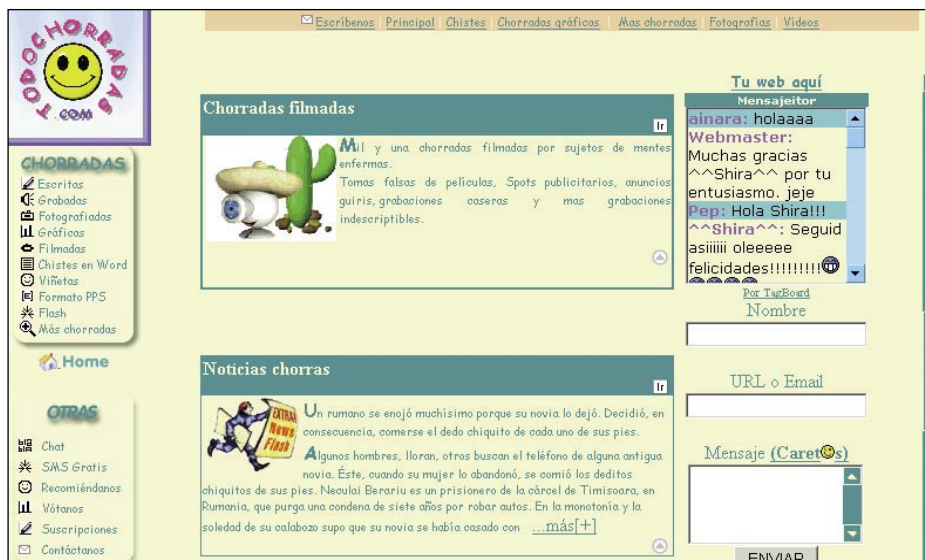 TODOCHORRADAS
.COM
Escríbenos | Principal | Chistes | Chorradas gráficas | Mas chorradas | Fotografías | Videos
CHORRADAS
Escritas
Grabadas
Fotografiadas
Gráficas
Filmadas
Chistes en Word
Viñetas
Formato PPS
Flash
Más chorradas
Home
OTRAS
Chat
SMS Gratis
Recomiéndanos
Vótanos
Suscripciones
Contáctanos
Chorradas filmadas
Ir
Mil y una chorradas filmadas por sujetos de mentes
enfermas.
Tomas falsas de películas, Spots publicitarios, anuncios
guiris, grabaciones caseras y mas grabaciones
indescriptibles.
Noticias chorras
Ir
EXTRA!
News
Flash
Un rumano se enojó muchísimo porque su novia lo dejó. Decidió, en
consecuencia, comerse el dedo chiquito de cada uno de sus pies.
Algunos hombres, lloran, otros buscan el teléfono de alguna antigua
novia. Éste, cuando su mujer lo abandonó, se comió los deditos
chiquitos de sus pies. Neculai Berariu es un prisionero de la cárcel de Timisoara, en
Rumania, que purga una condena de siete años por robar autos. En la monotonía y la
soledad de su calabozo supo que su novia se había casado con ...más[+]
Tu web aquí
Mensajeitor
ainara: holaaaa
Webmaster:
Muchas gracias
^^Shira^^ por tu
entusiasmo. jeje
Pep: Hola Shira!!!
^^Shira^^: Seguid
asiiiiii oleeeee
felicidades!!!!!!!!!
Por TagBoard
Nombre
URL o Email
Mensaje (Caretos)
ENVIAR